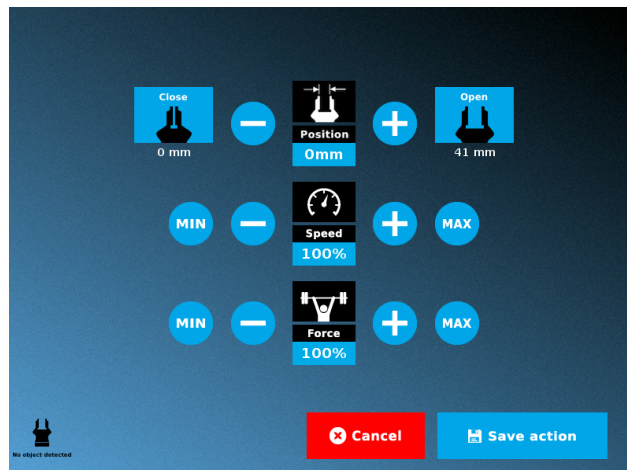 Close
Open
Position
0mm
0 mm
41 mm
MIN
Speed
100%
MAX
MIN
Force
100%
MAX
Cancel
Save action
No object detected